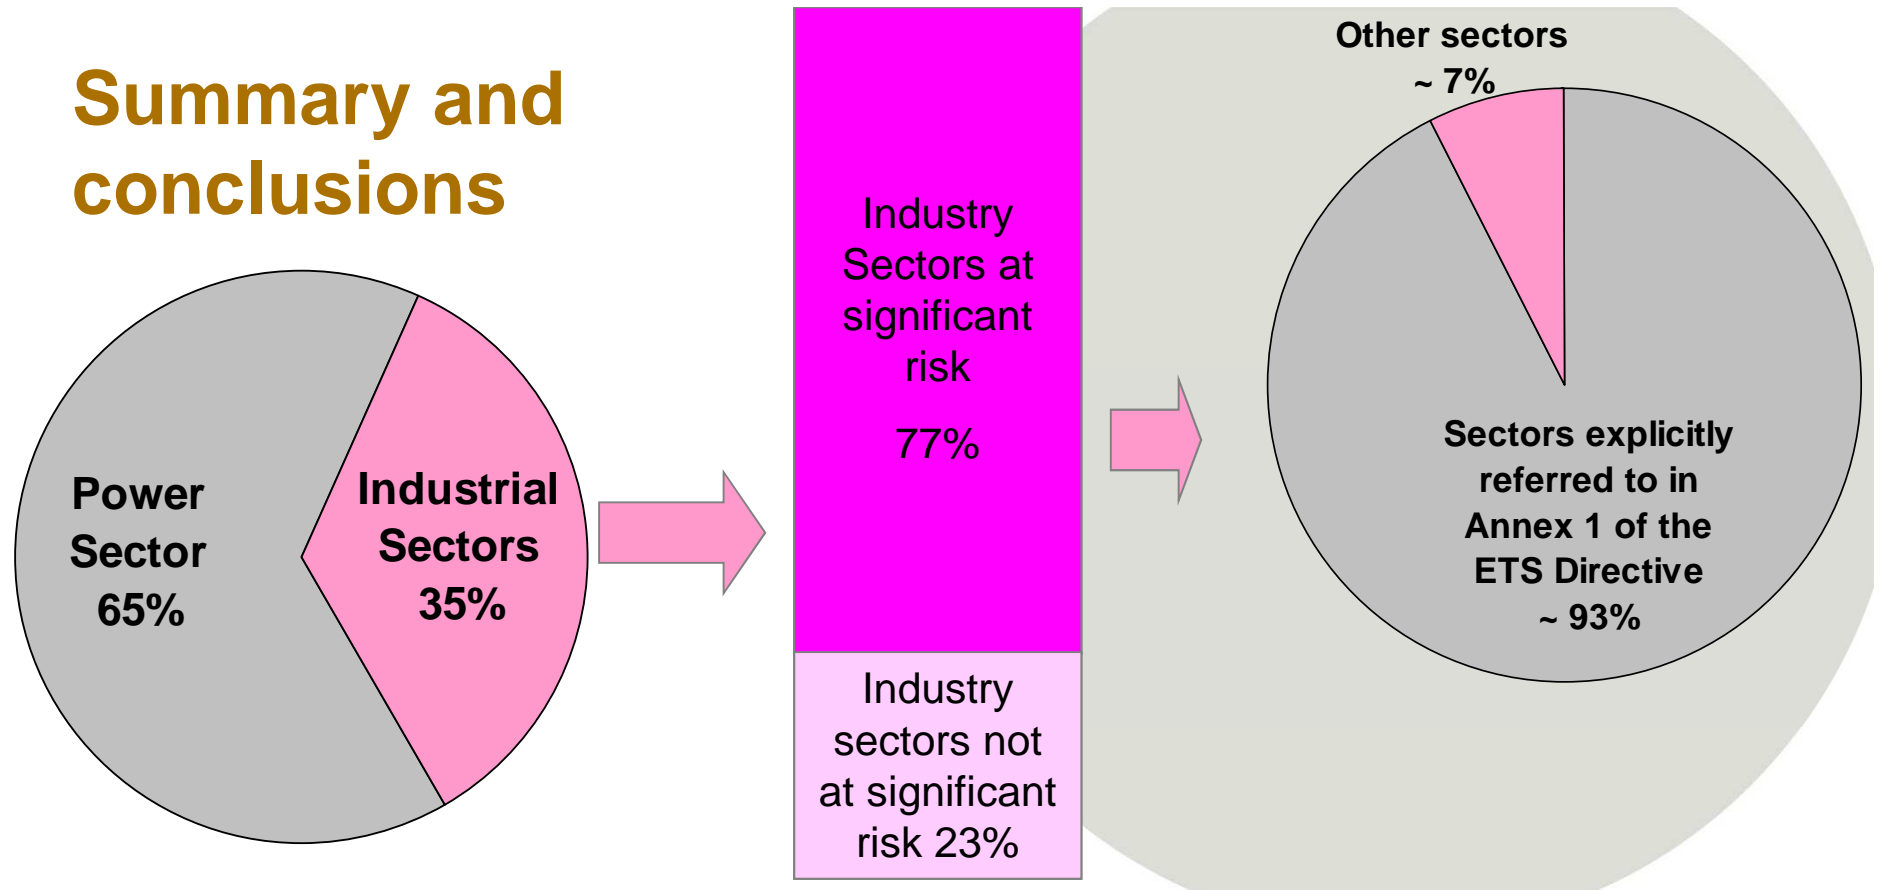 Summary and
conclusions
Power
Sector
65%
Industrial
Sectors
35%
Industry
Sectors at
significant
risk
77%
Industry
sectors not
at significant
risk 23%
Other sectors
~ 7%
Sectors explicitly
referred to in
Annex 1 of the
ETS Directive
~ 93%